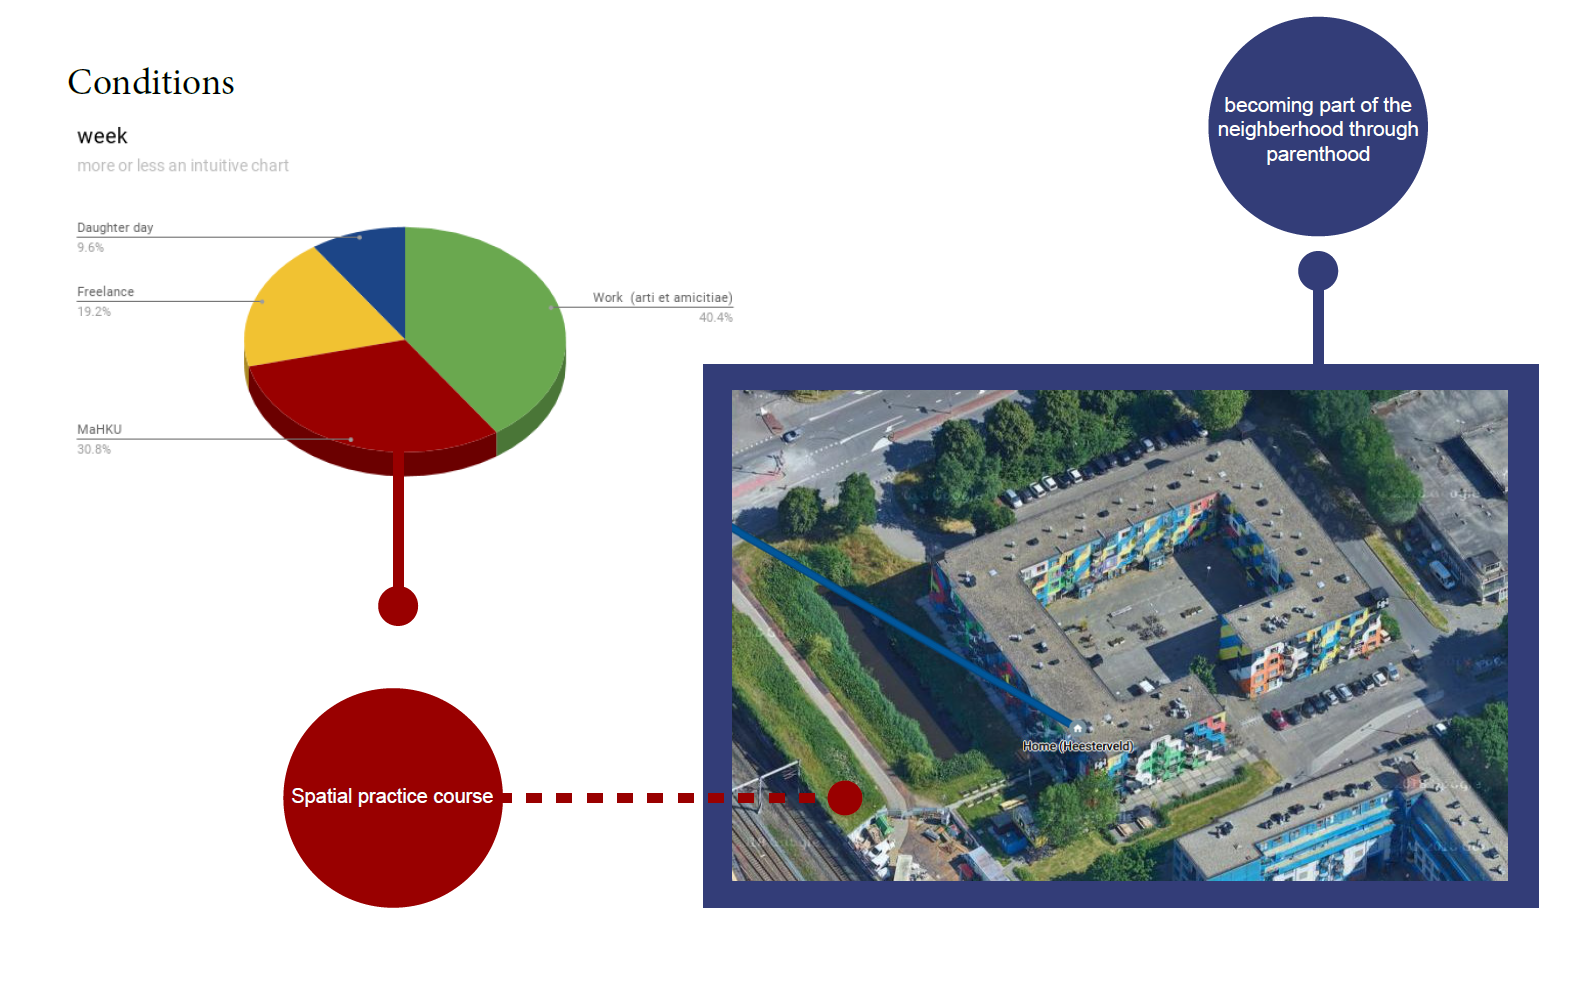 Conditions
week
more or less an intuitive chart
Daughter day
9.6%
Freelance
19.2%
Work (arti et amicitiae)
40.4%
MaHKU
30.8%
becoming part of the
neighberhood through
parenthood
Home (Heesterveld)
Spatial practice course